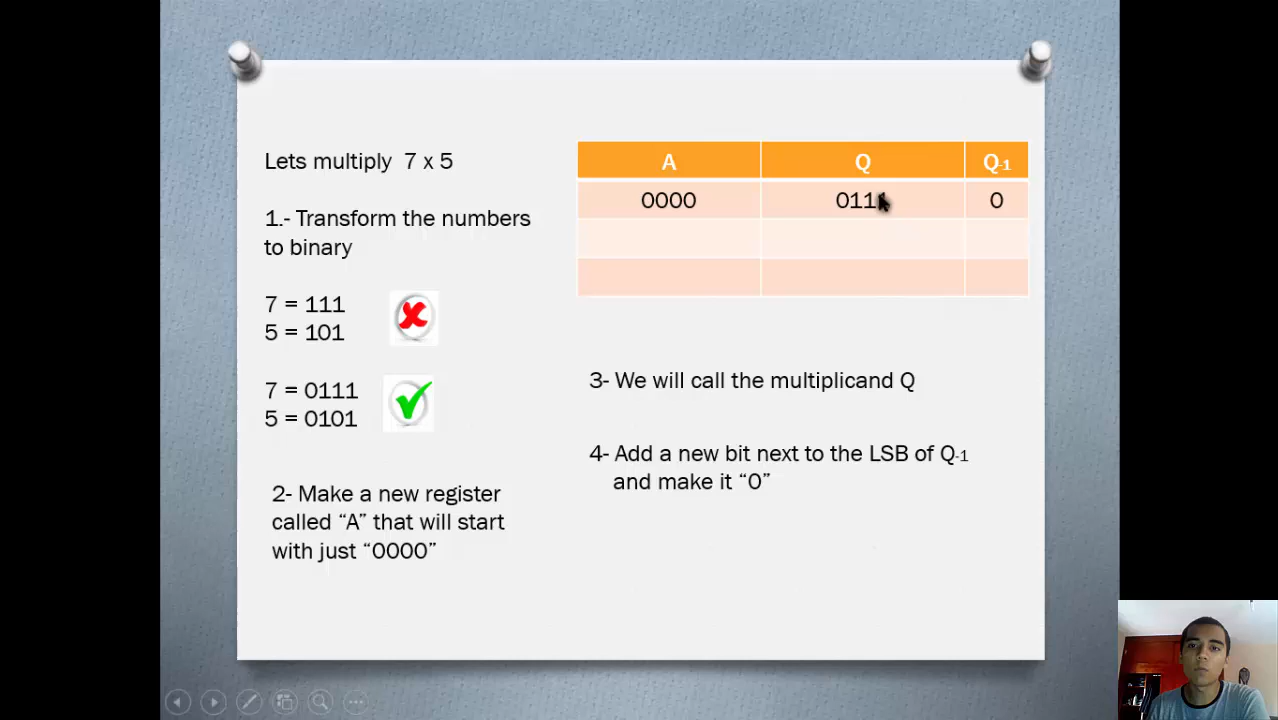 Lets multiply 7 x 5
1.- Transform the numbers
to binary
7 = 111
5 = 101
7 = 0111
5 = 0101
2- Make a new register
called “A” that will start
with just “0000”
A Q Q-1
0000 0111 0
3- We will call the multiplicand Q
4- Add a new bit next to the LSB of Q-1
and make it “0”